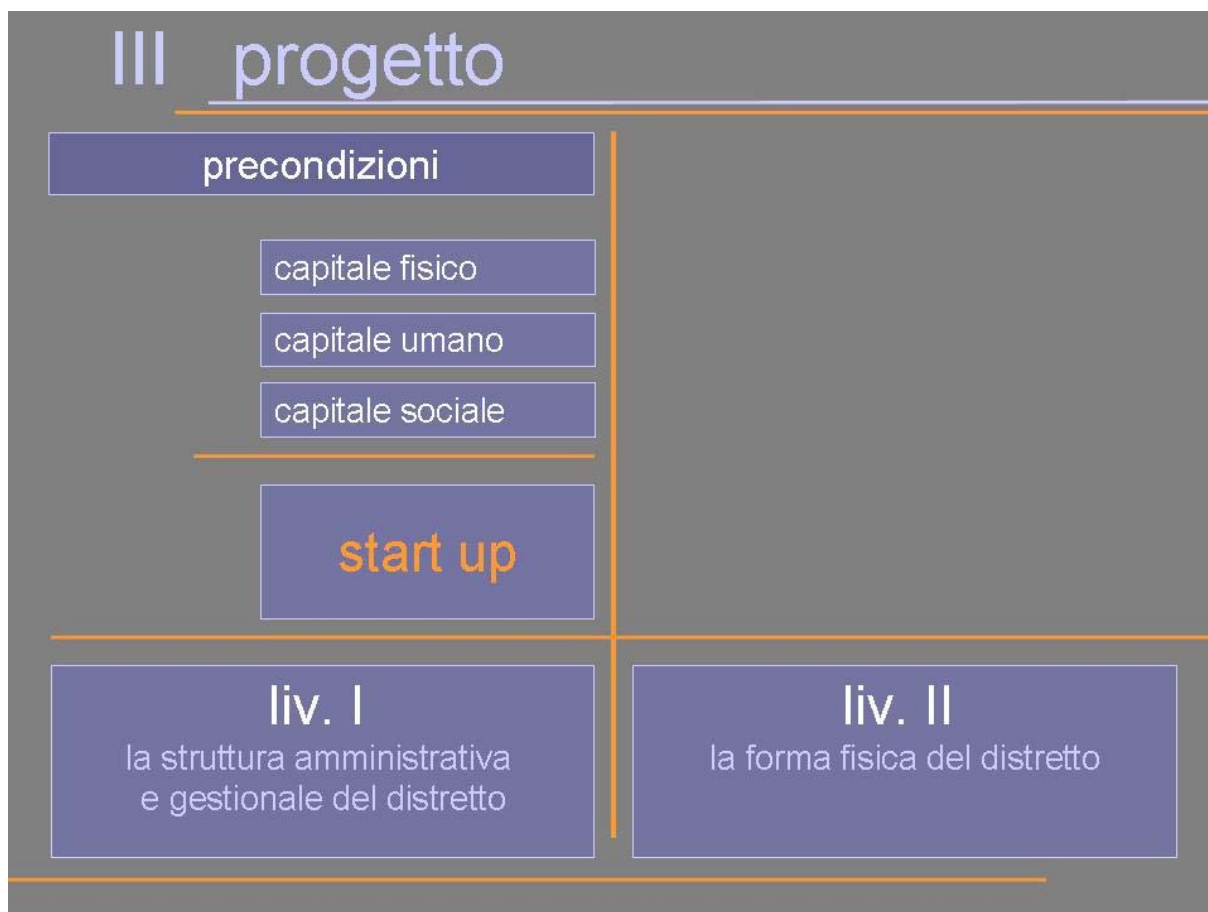 III progetto
precondizioni
capitale fisico
capitale umano
capitale sociale
start up
liv. I
la struttura amministrativa
e gestionale del distretto
liv. II
la forma fisica del distretto